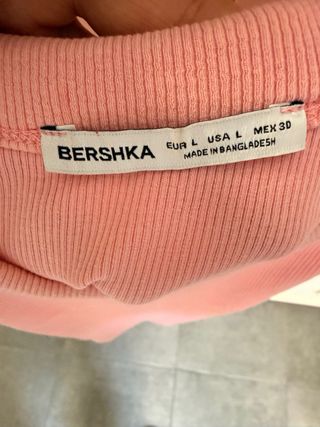 BERSHKA
EUR L USA L MEX 30
MADE IN BANGLADESH